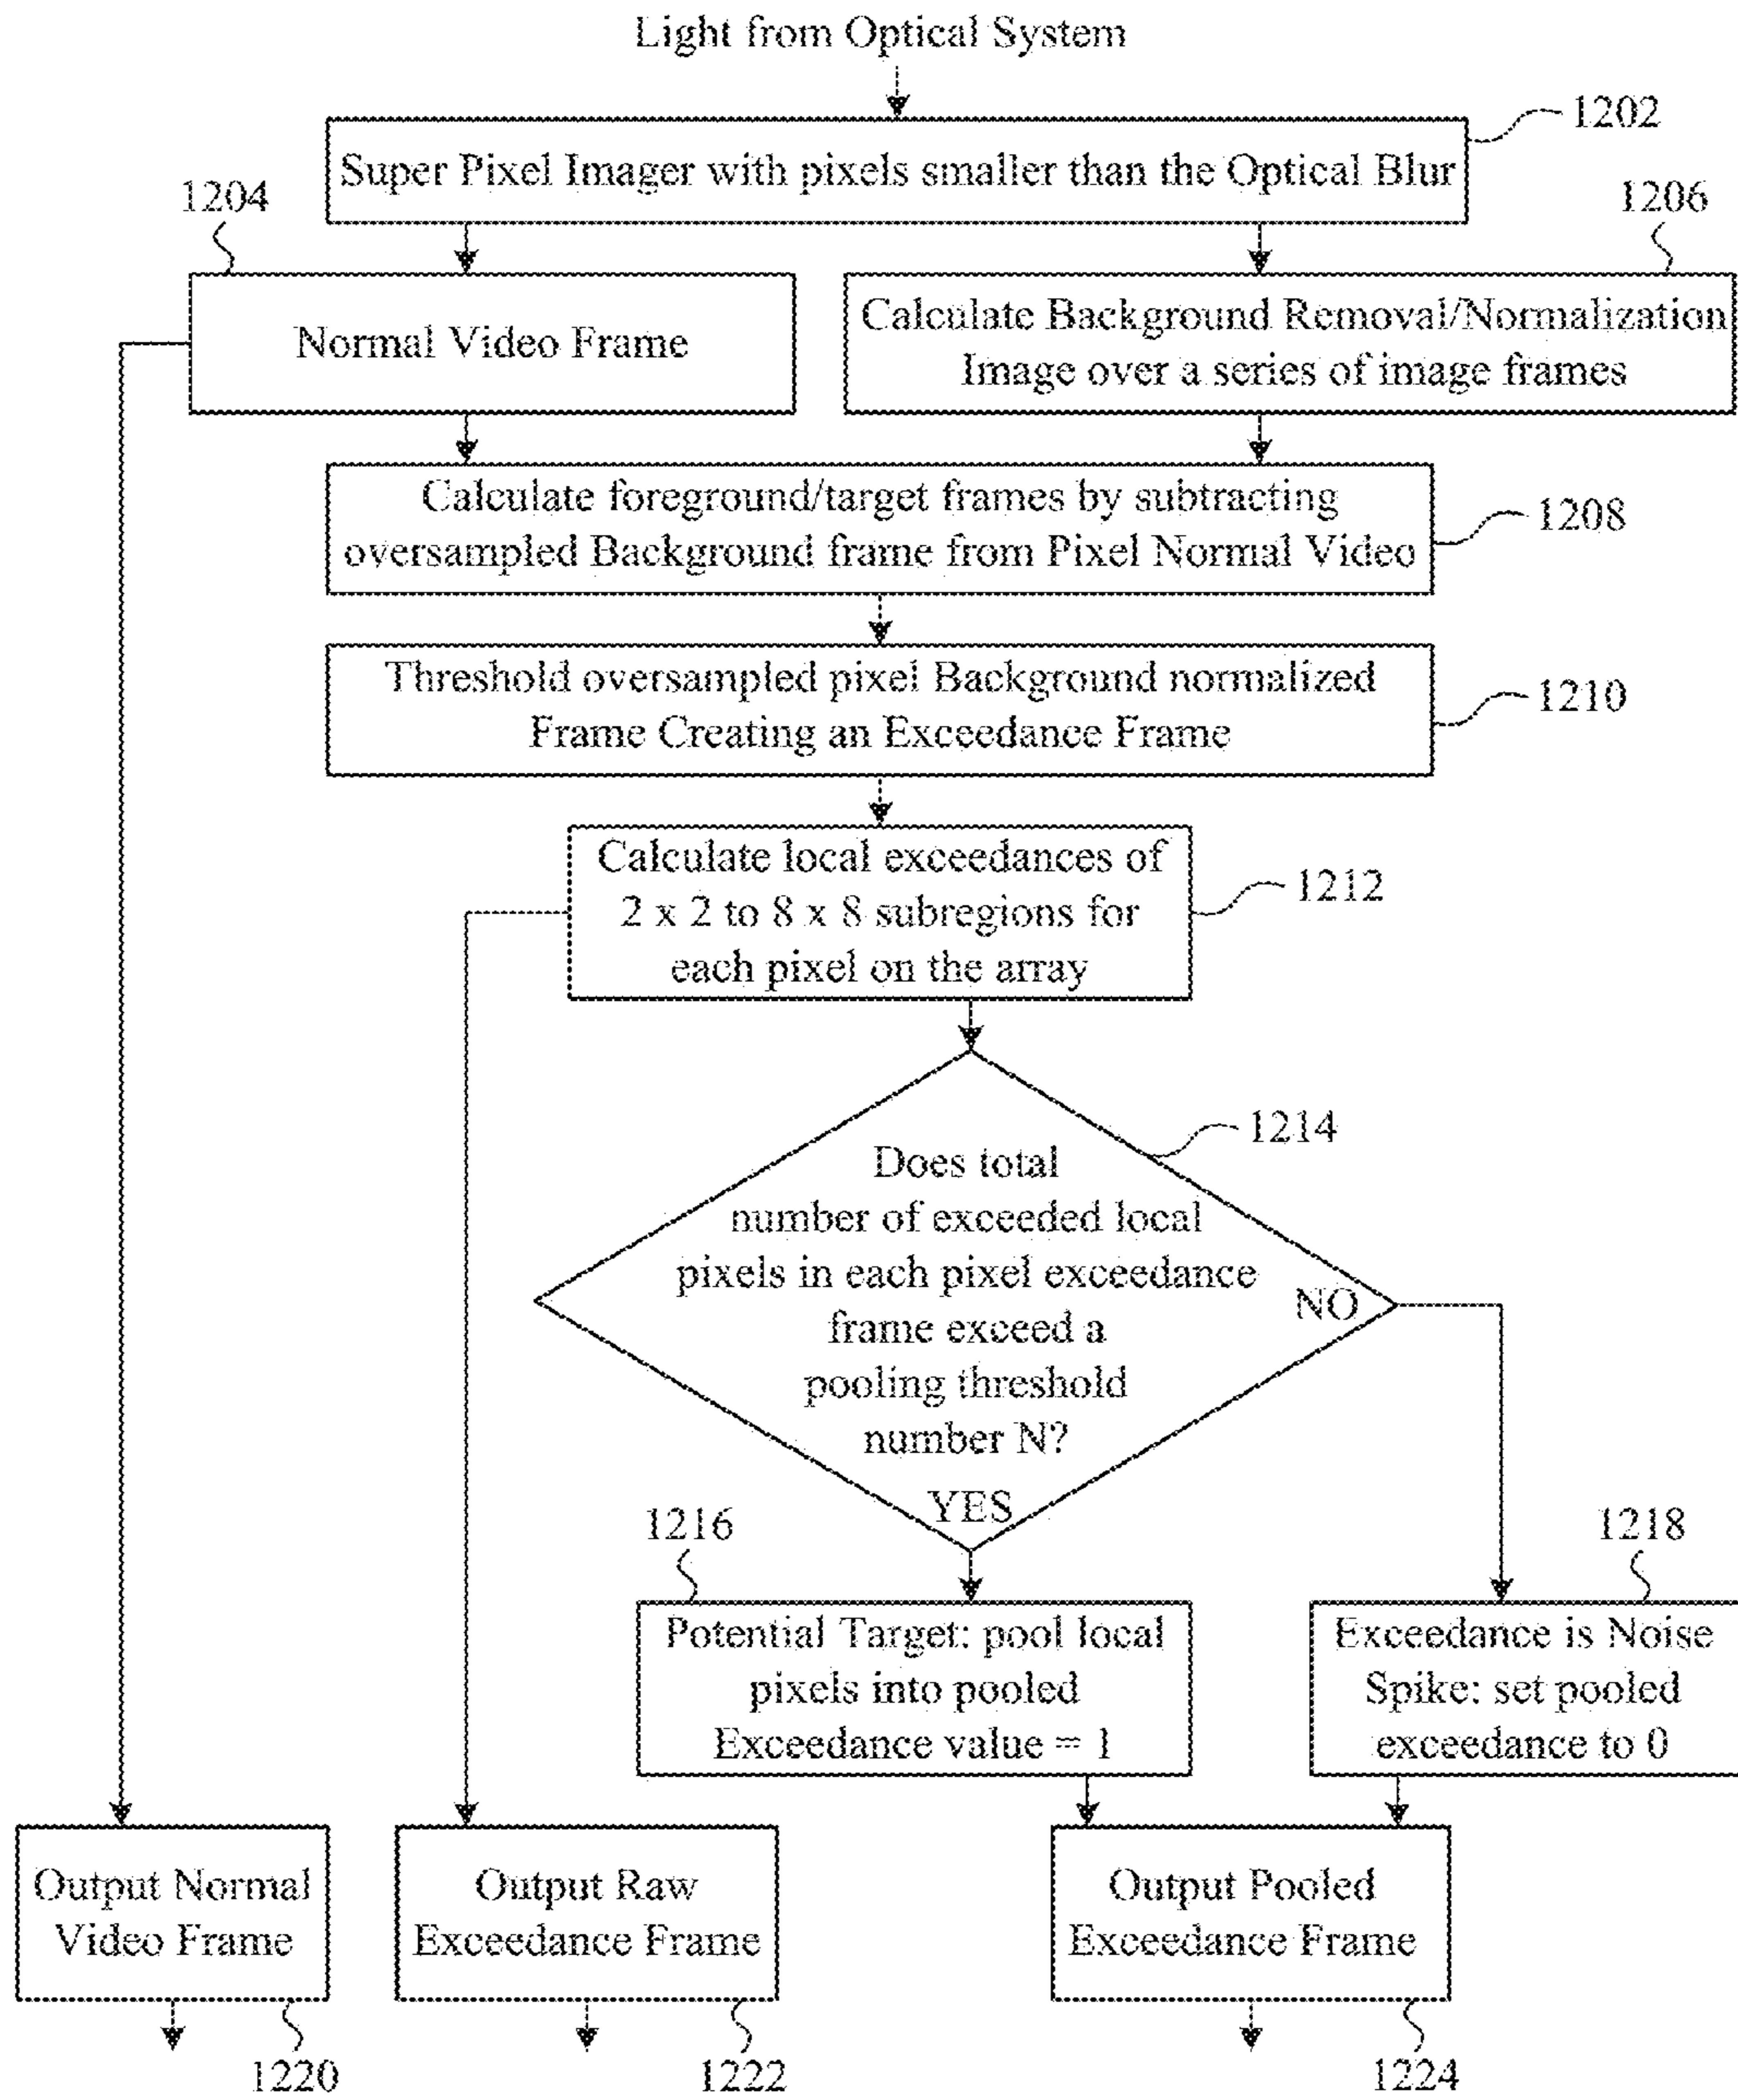 Light from Optical System
1202
Super Pixel Imager with pixels smaller than the Optical Blur
1204
1206
Normal Video Frame
Calculate Background Removal/Normalization
Image over a series of image frames
Calculate foreground/target frames by subtracting
oversampled Background frame from Pixel Normal Video
1208
Threshold oversampled pixel Background normalized
Frame Creating an Exceedance Frame
1210
Calculate local exceedances of
2 x 2 to 8 x 8 subregions for
each pixel on the array
1212
1214
Does total
number of exceeded local
pixels in each pixel exceedance
frame exceed a
pooling threshold
number N?
NO
YES
1216
1218
Potential Target: pool local
pixels into pooled
Exceedance value = 1
Exceedance is Noise
Spike: set pooled
exceedance to 0
Output Normal
Video Frame
Output Raw
Exceedance Frame
Output Pooled
Exceedance Frame
1220
1222
1224